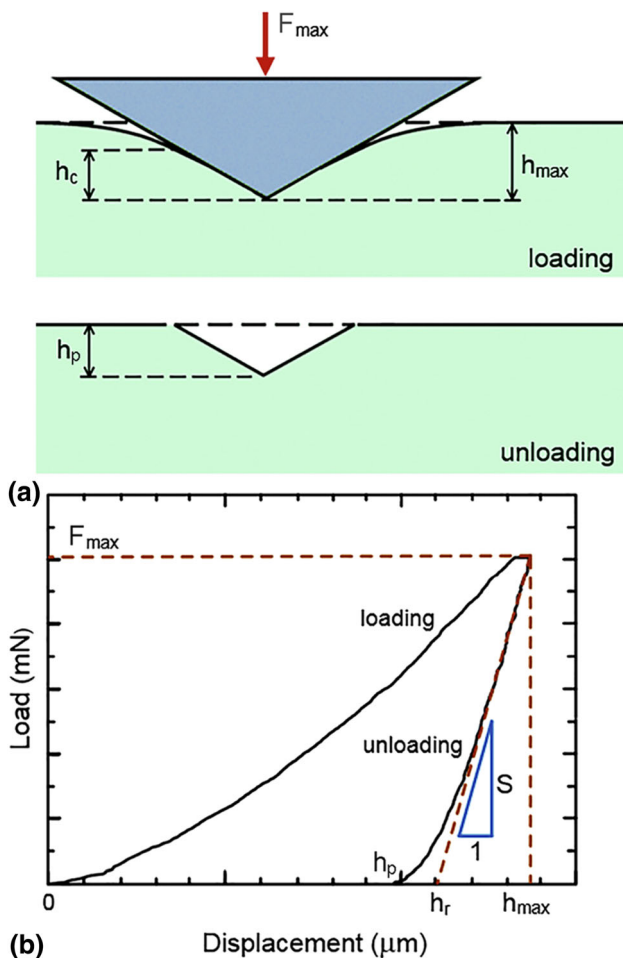 F_max
h_c
h_max
loading
h_p
unloading
(a)
F_max
loading
unloading
S
1
h_p
Load (mN)
0
h_r
h_max
(b)
Displacement (μm)